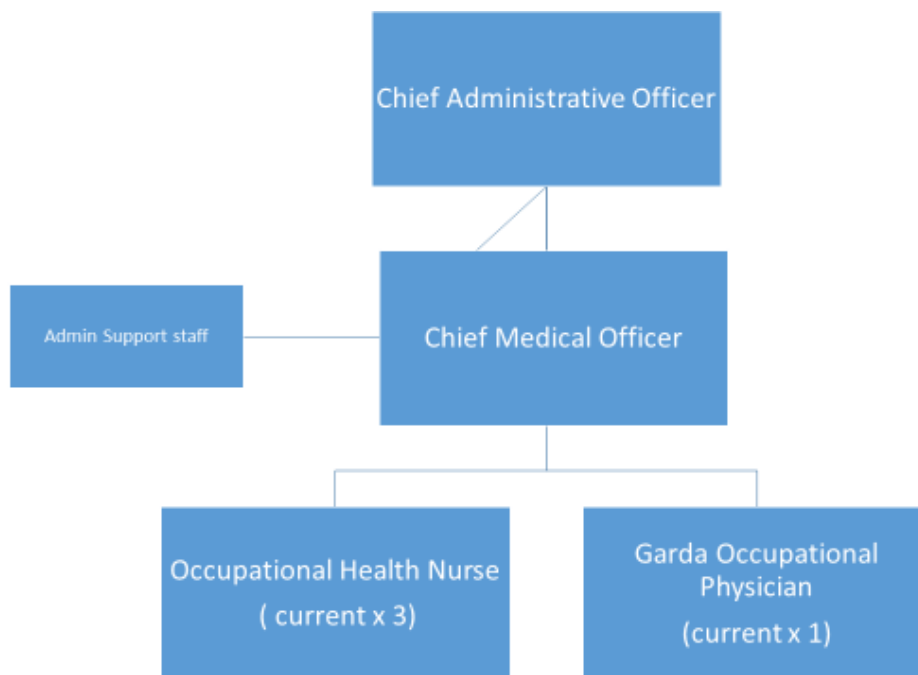 Chief Administrative Officer
Admin Support staff
Chief Medical Officer
Occupational Health Nurse
( current x 3)
Garda Occupational
Physician
(current x 1)